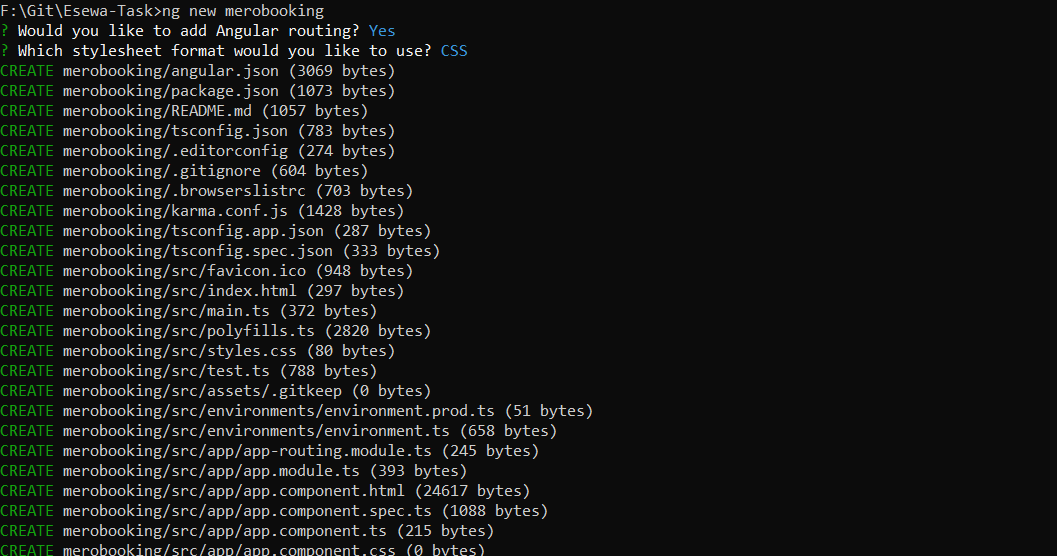 F:\Git\Esewa-Task>ng new merobooking
? Would you like to add Angular routing? Yes
? Which stylesheet format would you like to use? CSS
CREATE merobooking/angular.json (3069 bytes)
CREATE merobooking/package.json (1073 bytes)
CREATE merobooking/README.md (1057 bytes)
CREATE merobooking/tsconfig.json (783 bytes)
CREATE merobooking/.editorconfig (274 bytes)
CREATE merobooking/.gitignore (604 bytes)
CREATE merobooking/.browserslistrc (703 bytes)
CREATE merobooking/karma.conf.js (1428 bytes)
CREATE merobooking/tsconfig.app.json (287 bytes)
CREATE merobooking/tsconfig.spec.json (333 bytes)
CREATE merobooking/src/favicon.ico (948 bytes)
CREATE merobooking/src/index.html (297 bytes)
CREATE merobooking/src/main.ts (372 bytes)
CREATE merobooking/src/polyfills.ts (2820 bytes)
CREATE merobooking/src/styles.css (80 bytes)
CREATE merobooking/src/test.ts (788 bytes)
CREATE merobooking/src/assets/.gitkeep (0 bytes)
CREATE merobooking/src/environments/environment.prod.ts (51 bytes)
CREATE merobooking/src/environments/environment.ts (658 bytes)
CREATE merobooking/src/app/app-routing.module.ts (245 bytes)
CREATE merobooking/src/app/app.module.ts (393 bytes)
CREATE merobooking/src/app/app.component.html (24617 bytes)
CREATE merobooking/src/app/app.component.spec.ts (1088 bytes)
CREATE merobooking/src/app/app.component.ts (215 bytes)
CREATE merobooking/src/app/app.component.css (0 bytes)